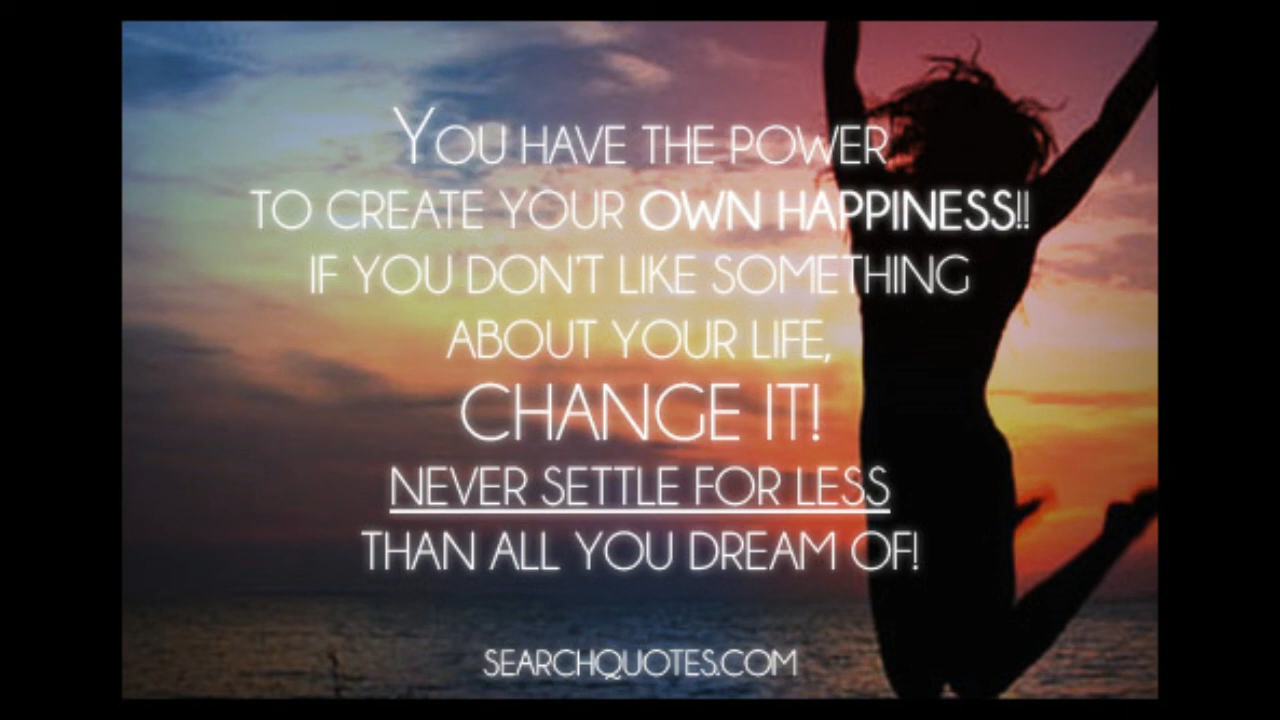 YOU HAVE THE POWER
TO CREATE YOUR OWN HAPPINESS!!
IF YOU DON'T LIKE SOMETHING
ABOUT YOUR LIFE,
CHANGE IT!
NEVER SETTLE FOR LESS
THAN ALL YOU DREAM OF!
SEARCHQUOTES.COM